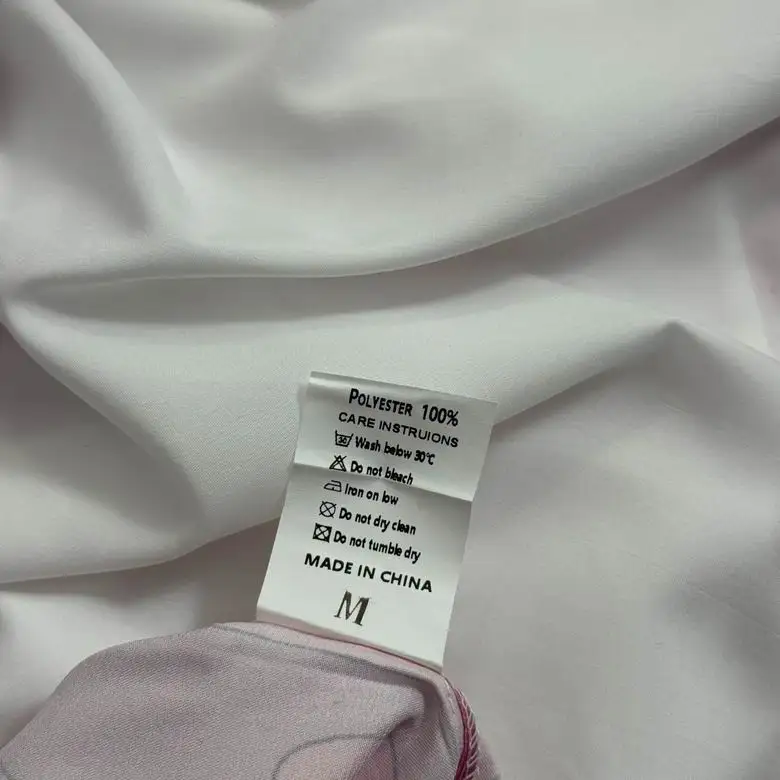 POLYESTER 100%
CARE INSTRUIONS
30 Wash below 30℃
Do not bleach
Iron on low
Do not dry clean
Do not tumble dry
MADE IN CHINA
M